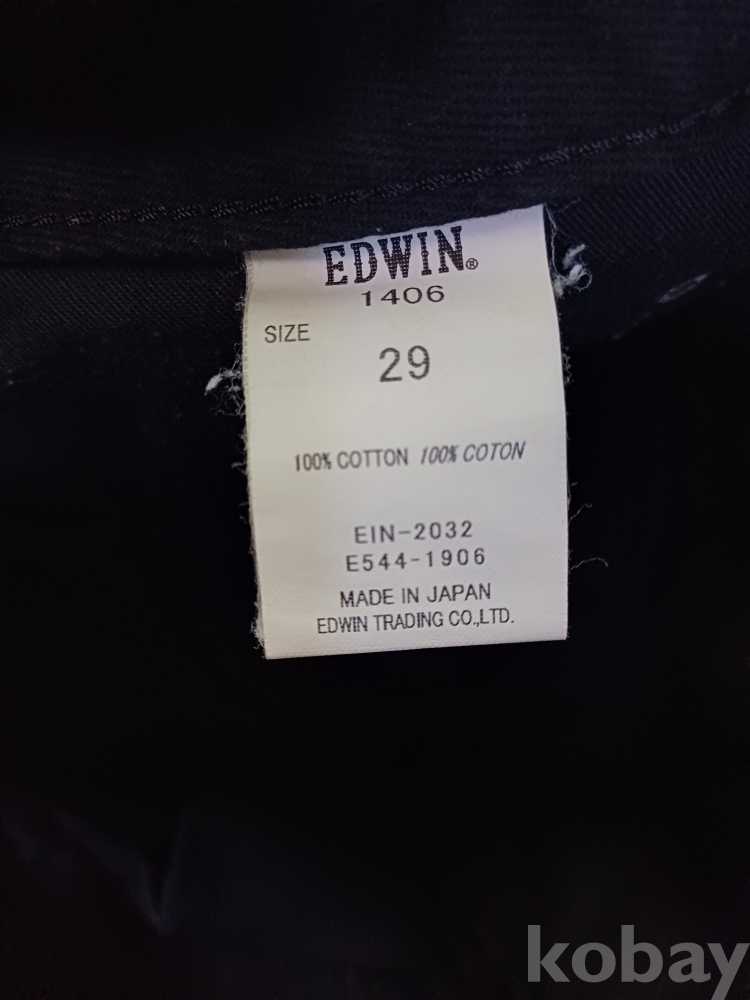 EDWIN®
1406
SIZE
29
100% COTTON 100% COTON
EIN-2032
E544-1906
MADE IN JAPAN
EDWIN TRADING CO.,LTD.
kobay